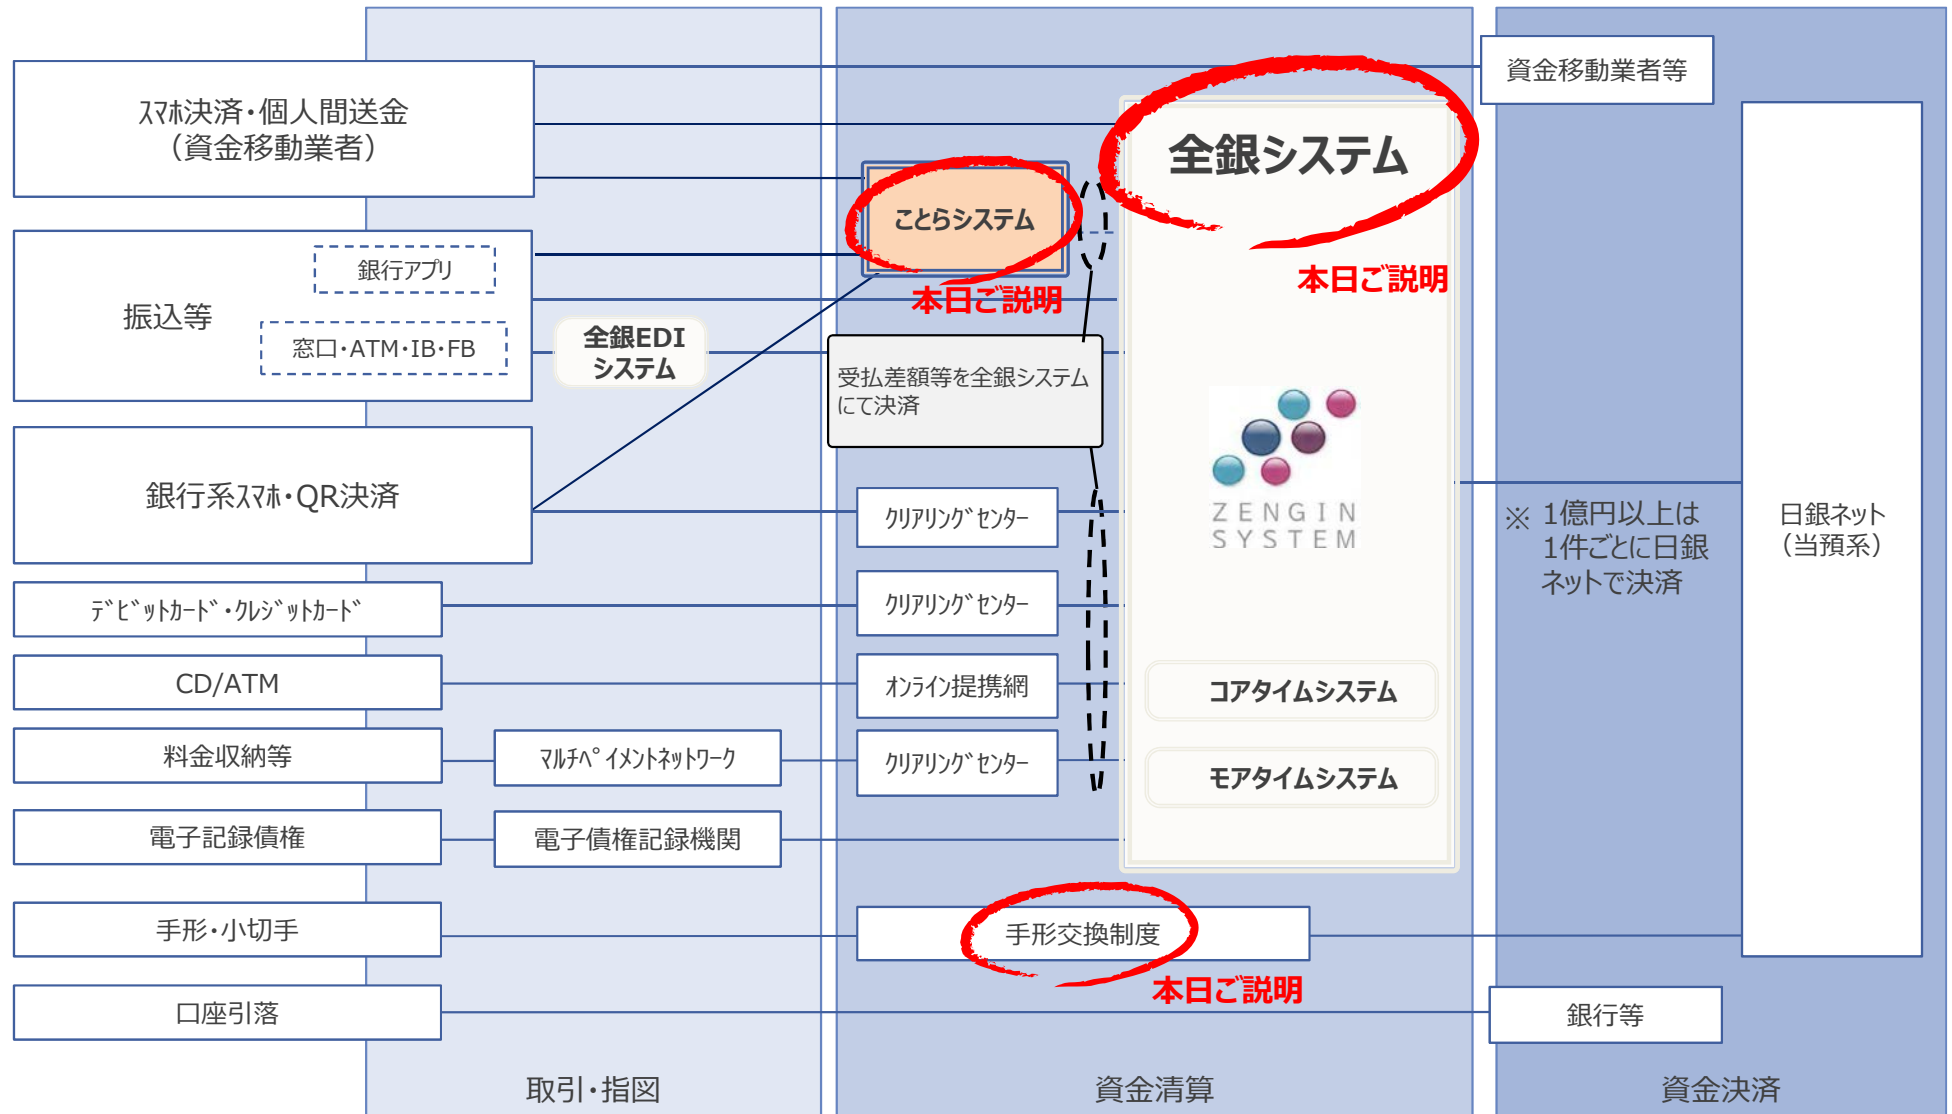 資金移動業者等
ｽﾏﾎ決済・個人間送金
（資金移動業者）
全銀システム
ことらシステム
銀行アプリ
本日ご説明
本日ご説明
振込等
窓口・ATM・IB・FB
全銀EDI
システム
受払差額等を全銀システム
にて決済
銀行系ｽﾏﾎ・QR決済
ｸﾘｱﾘﾝｸﾞｾﾝﾀｰ
ZENGIN
SYSTEM
※ 1億円以上は
1件ごとに日銀
ネットで決済
日銀ネット
（当預系）
ﾃﾞﾋﾞｯﾄｶｰﾄﾞ・ｸﾚｼﾞｯﾄｶｰﾄﾞ
ｸﾘｱﾘﾝｸﾞｾﾝﾀｰ
CD/ATM
ｵﾝﾗｲﾝ提携網
コアタイムシステム
料金収納等
ﾏﾙﾁﾍﾟｲﾒﾝﾄﾈｯﾄﾜｰｸ
ｸﾘｱﾘﾝｸﾞｾﾝﾀｰ
モアタイムシステム
電子記録債権
電子債権記録機関
手形・小切手
手形交換制度
本日ご説明
口座引落
銀行等
取引・指図
資金清算
資金決済